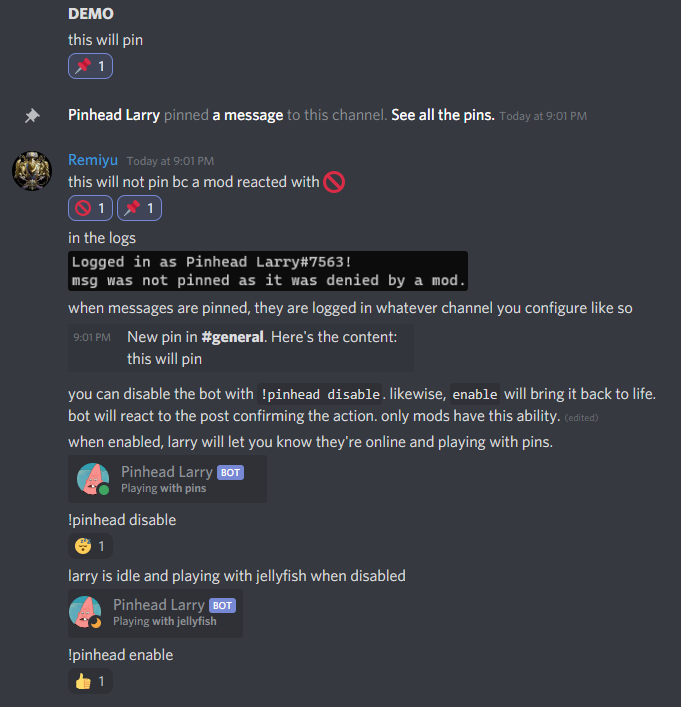 DEMO
this will pin
1
Pinhead Larry pinned a message to this channel. See all the pins. Today at 9:01 PM
Remiyu Today at 9:01 PM
this will not pin bc a mod reacted with
1 1
in the logs
Logged in as Pinhead Larry#7563!
msg was not pinned as it was denied by a mod.
when messages are pinned, they are logged in whatever channel you configure like so
9:01 PM New pin in #general. Here's the content:
this will pin
you can disable the bot with !pinhead disable. likewise, enable will bring it back to life.
bot will react to the post confirming the action. only mods have this ability. (edited)
when enabled, larry will let you know they're online and playing with pins.
Pinhead Larry BOT
Playing with pins
!pinhead disable
1
larry is idle and playing with jellyfish when disabled
Pinhead Larry BOT
Playing with jellyfish
!pinhead enable
1